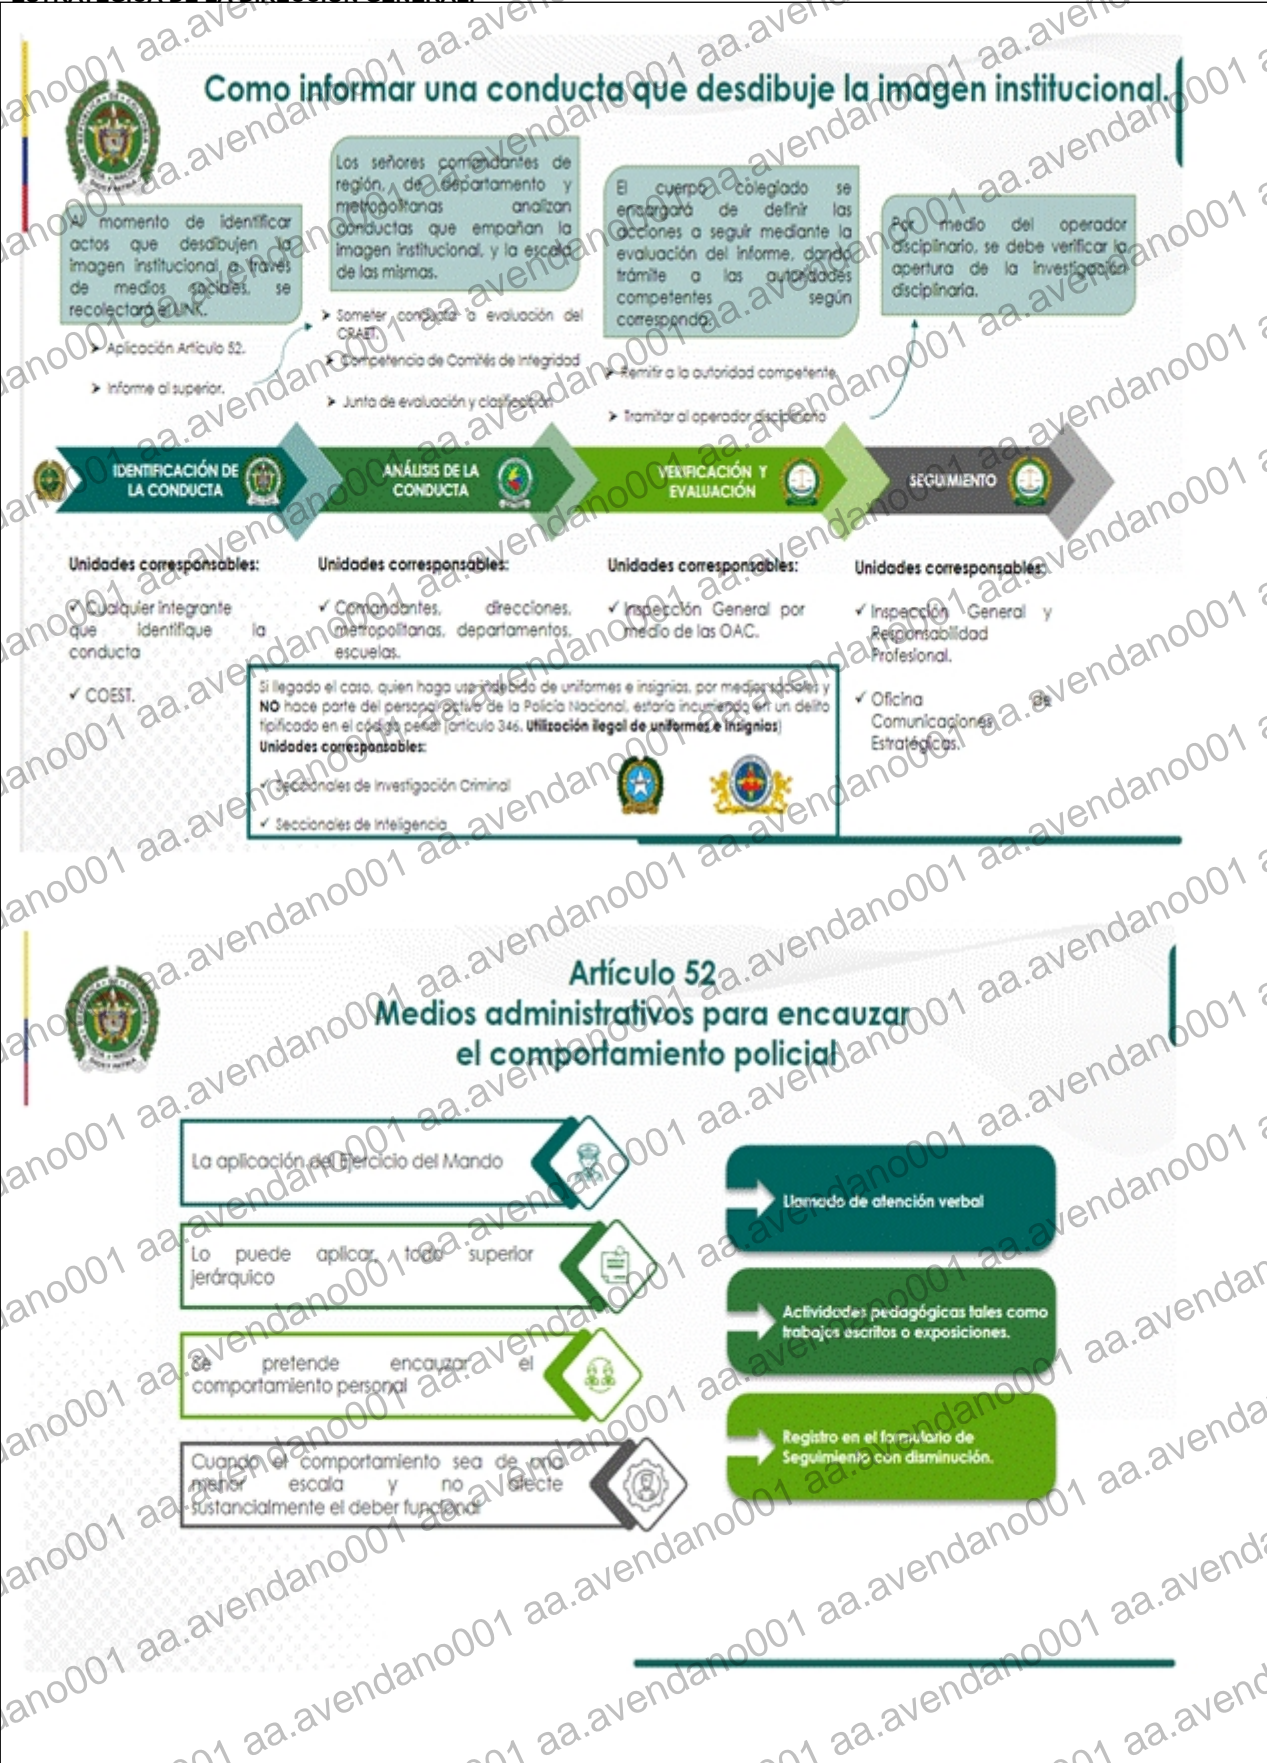 ESTRATÉGICA DE LA DIRECCIÓN GENERAL.
Como informar una conducta que desdibuje la imagen institucional.
Al momento de identificar
actos que desdibujen la
imagen institucional a través
de medios sociales, se
recolectará el LINK.
➤ Aplicación Artículo 52.
➤ Informe al superior.
Los señores comandantes de
región, de departamento y
metropolitanas analizan
conductas que empañan la
imagen institucional, y la escala
de las mismas.
➤ Someter conducta a evaluación del
CRAET.
➤ Competencia de Comités de Integridad
➤ Junta de evaluación y clasificación
El cuerpo colegiado se
encargará de definir las
acciones a seguir mediante la
evaluación del informe, dando
trámite a las autoridades
competentes según
corresponda.
➤ Remitir a la autoridad competente
➤ Tramitar al operador disciplinario
Por medio del operador
disciplinario, se debe verificar la
apertura de la investigación
disciplinaria.
IDENTIFICACIÓN DE
LA CONDUCTA
ANÁLISIS DE LA
CONDUCTA
VERIFICACIÓN Y
EVALUACIÓN
SEGUIMIENTO
Unidades corresponsables:
✓ Cualquier integrante
que identifique la
conducta
✓ COEST.
Unidades corresponsables:
✓ Comandantes, direcciones,
metropolitanas, departamentos,
escuelas.
Unidades corresponsables:
✓ Inspección General por
medio de las OAC.
Unidades corresponsables:
✓ Inspección General y
Responsabilidad
Profesional.
✓ Oficina de
Comunicaciones
Estratégicas.
Si llegado el caso, quien haga uso indebido de uniformes e insignias, por medios sociales y
NO hace parte del personal activo de la Policía Nacional, estaría incurriendo en un delito
tipificado en el código penal (artículo 346. Utilización ilegal de uniformes e Insignias)
Unidades corresponsables:
✓ Seccionales de Investigación Criminal
✓ Seccionales de Inteligencia
Artículo 52
Medios administrativos para encauzar
el comportamiento policial
La aplicación del Ejercicio del Mando
Lo puede aplicar, todo superior
jerárquico
Se pretende encauzar el
comportamiento personal
Cuando el comportamiento sea de una
menor escala y no afecte
sustancialmente el deber funcional
Llamado de atención verbal
Actividades pedagógicas tales como
trabajos escritos o exposiciones.
Registro en el formulario de
Seguimiento con disminución.
aa.avendano001